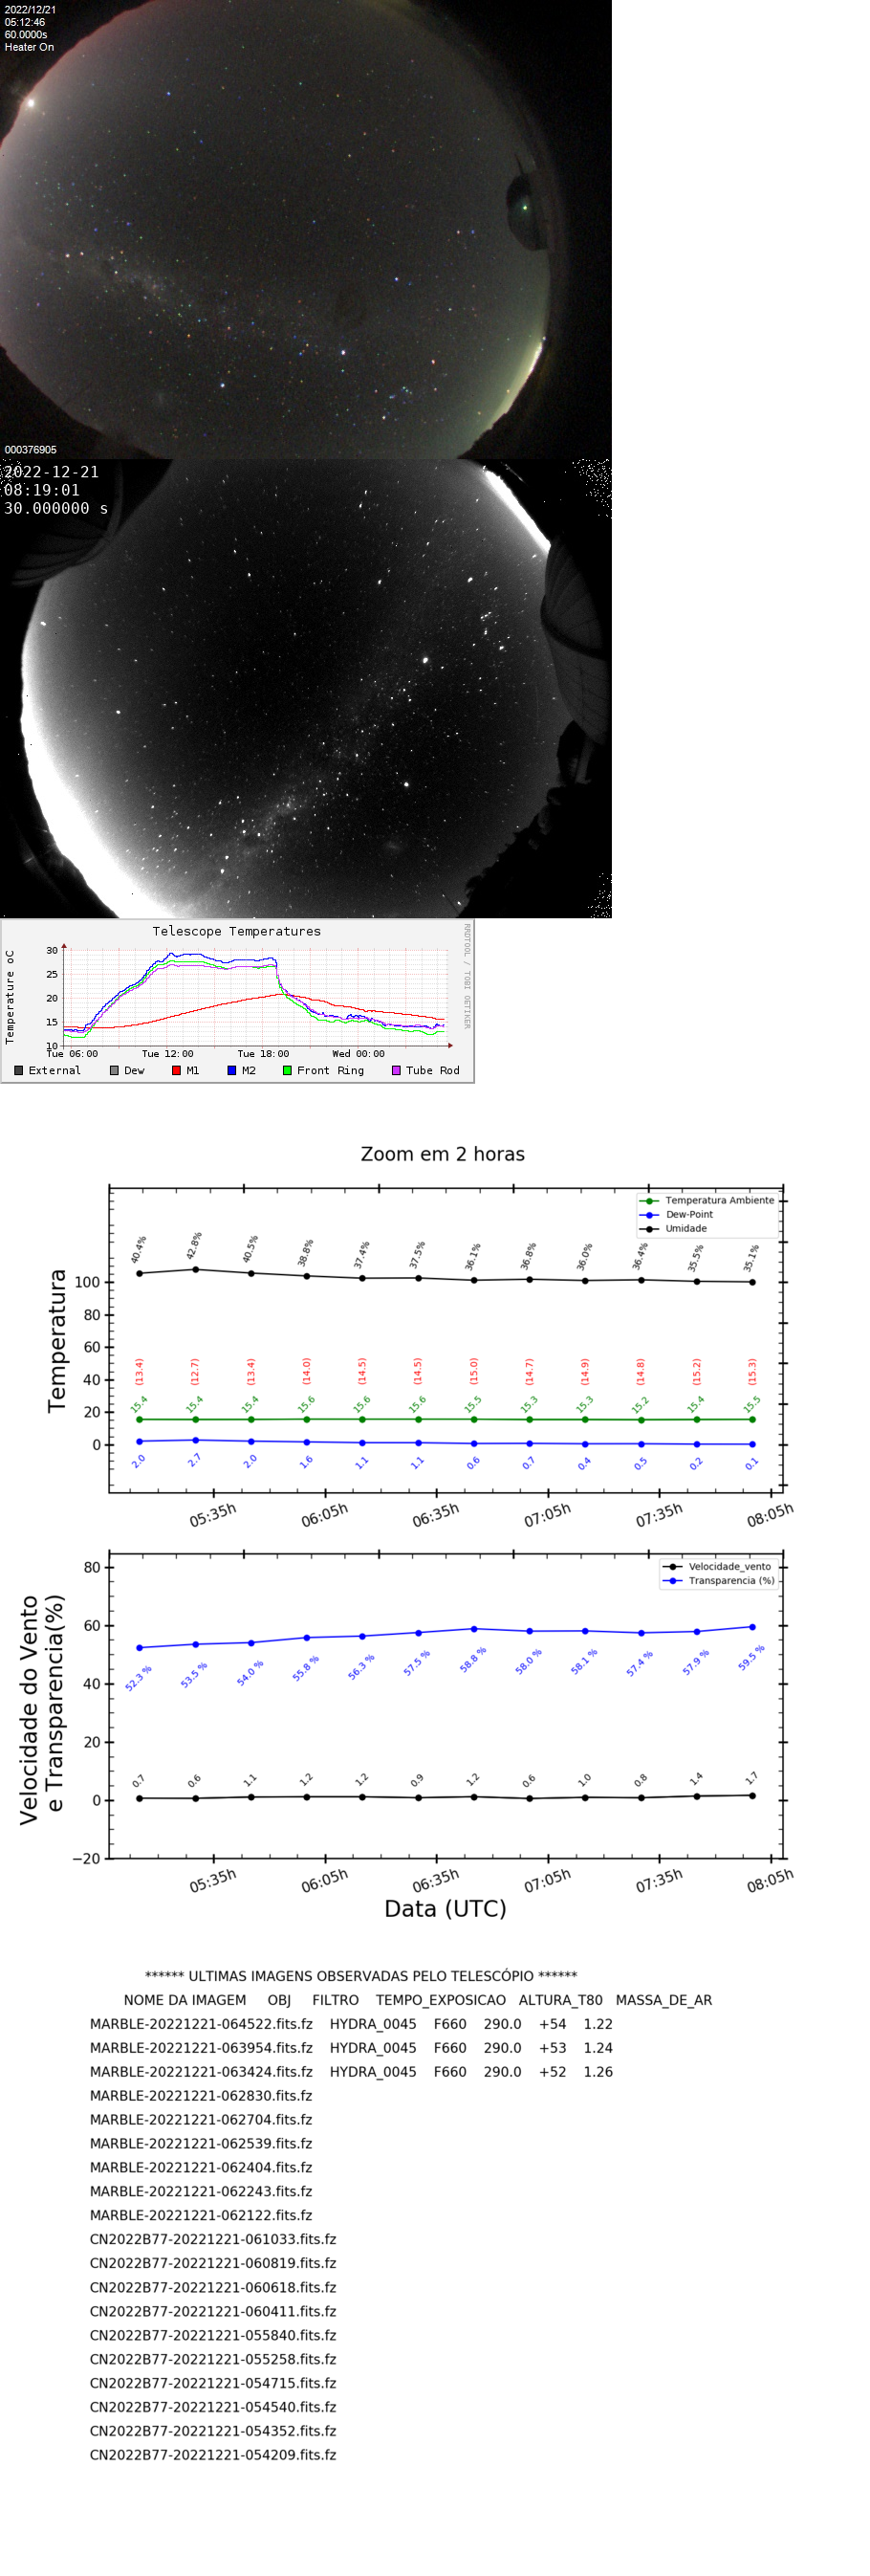 2022/12/21
05:12:46
60.0000s
Heater On
000376905
2022-12-21
08:19:01
30.000000 s
Telescope Temperatures
RRDTOOL / TOBI OETIKER
Temperature oC
30
25
20
15
10
Tue 06:00 Tue 12:00 Tue 18:00 Wed 00:00
External Dew M1 M2 Front Ring Tube Rod
Zoom em 2 horas
Temperatura Ambiente
Dew-Point
Umidade
40.4% 42.8% 40.5% 38.8% 37.4% 37.5% 36.1% 36.8% 36.0% 36.4% 35.5% 35.1%
Temperatura
100
80
60
40
20
0
(13.4) (12.7) (13.4) (14.0) (14.5) (14.5) (15.0) (14.7) (14.9) (14.8) (15.2) (15.3)
15.4 15.4 15.4 15.6 15.6 15.6 15.5 15.3 15.3 15.2 15.4 15.5
2.0 2.7 2.0 1.6 1.1 1.1 0.6 0.7 0.4 0.5 0.2 0.1
05:35h 06:05h 06:35h 07:05h 07:35h 08:05h
Velocidade_vento
Transparencia (%)
Velocidade do Vento
e Transparencia(%)
80
60
40
20
0
−20
52.3 % 53.5 % 54.0 % 55.8 % 56.3 % 57.5 % 58.8 % 58.0 % 58.1 % 57.4 % 57.9 % 59.5 %
0.7 0.6 1.1 1.2 1.2 0.9 1.2 0.6 1.0 0.8 1.4 1.7
05:35h 06:05h 06:35h 07:05h 07:35h 08:05h
Data (UTC)
****** ULTIMAS IMAGENS OBSERVADAS PELO TELESCÓPIO ******
NOME DA IMAGEM OBJ FILTRO TEMPO_EXPOSICAO ALTURA_T80 MASSA_DE_AR
MARBLE-20221221-064522.fits.fz HYDRA_0045 F660 290.0 +54 1.22
MARBLE-20221221-063954.fits.fz HYDRA_0045 F660 290.0 +53 1.24
MARBLE-20221221-063424.fits.fz HYDRA_0045 F660 290.0 +52 1.26
MARBLE-20221221-062830.fits.fz
MARBLE-20221221-062704.fits.fz
MARBLE-20221221-062539.fits.fz
MARBLE-20221221-062404.fits.fz
MARBLE-20221221-062243.fits.fz
MARBLE-20221221-062122.fits.fz
CN2022B77-20221221-061033.fits.fz
CN2022B77-20221221-060819.fits.fz
CN2022B77-20221221-060618.fits.fz
CN2022B77-20221221-060411.fits.fz
CN2022B77-20221221-055840.fits.fz
CN2022B77-20221221-055258.fits.fz
CN2022B77-20221221-054715.fits.fz
CN2022B77-20221221-054540.fits.fz
CN2022B77-20221221-054352.fits.fz
CN2022B77-20221221-054209.fits.fz